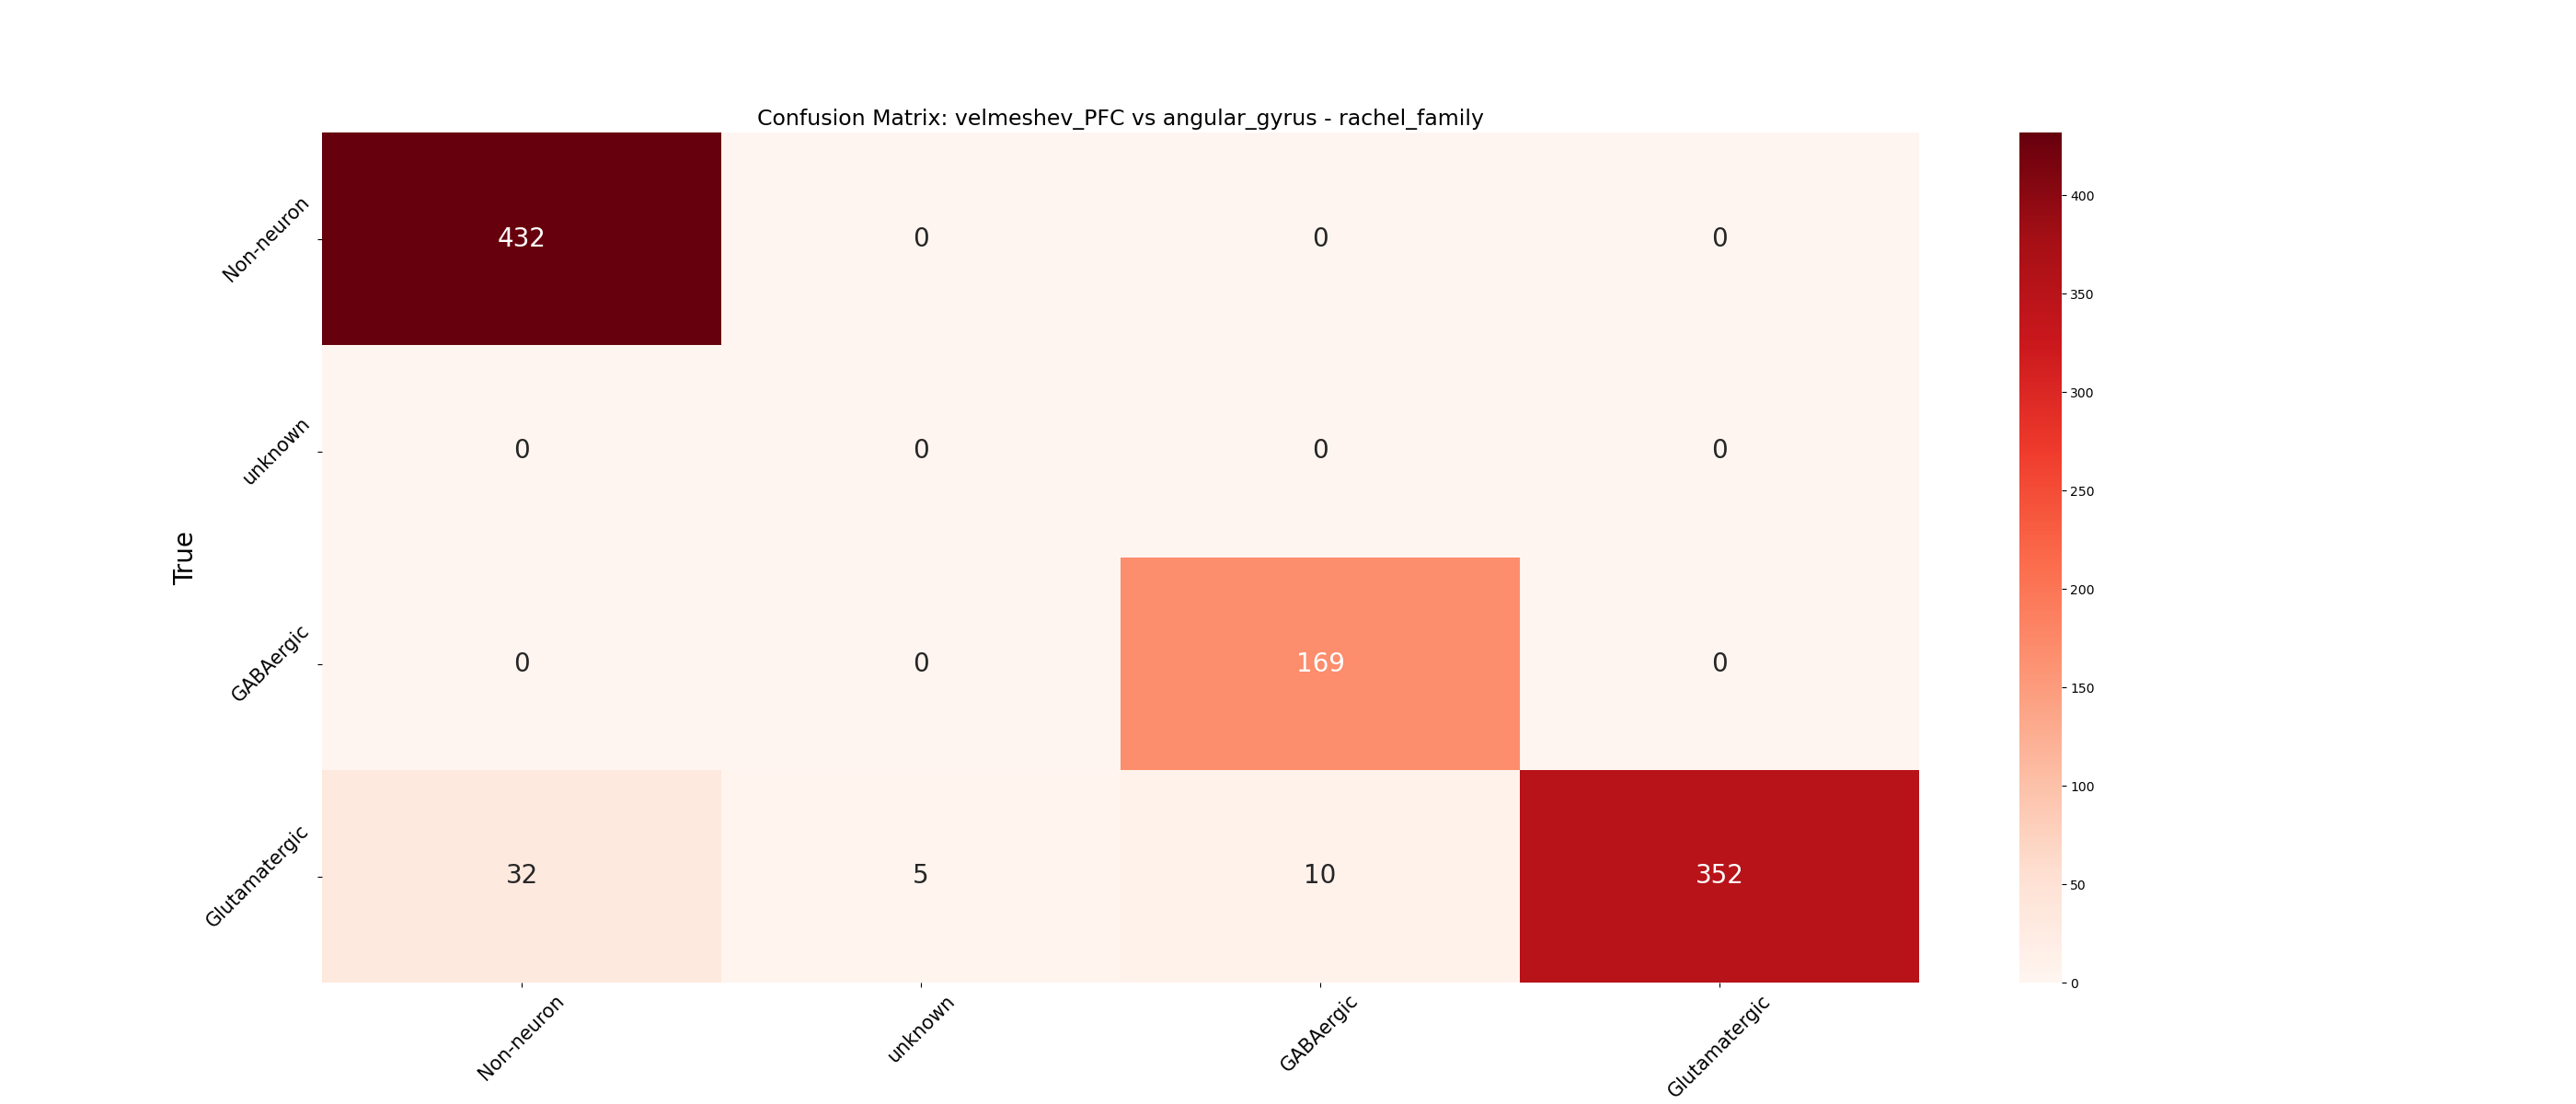 Confusion Matrix: velmeshev_PFC vs angular_gyrus - rachel_family
True
Non-neuron
432 0 0 0
unknown
0 0 0 0
GABAergic
0 0 169 0
Glutamatergic
32 5 10 352
Non-neuron unknown GABAergic Glutamatergic
400
350
300
250
200
150
100
50
0